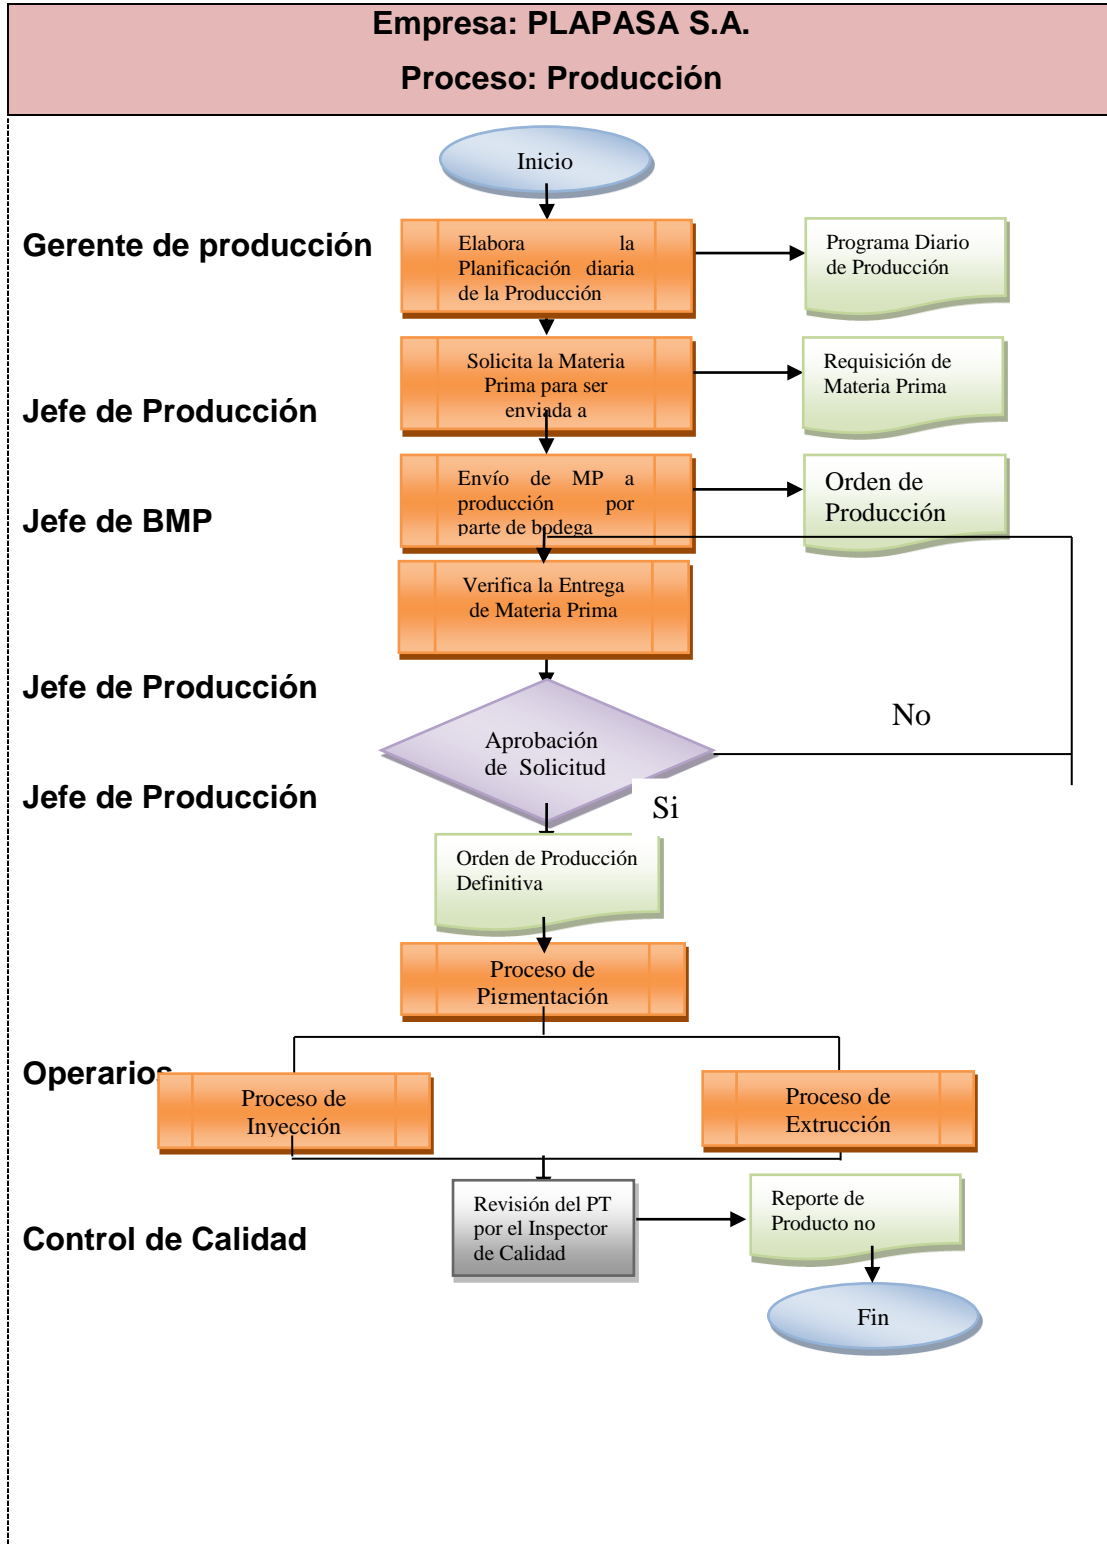 Empresa: PLAPASA S.A.
Proceso: Producción
Inicio
Gerente de producción
Elabora la
Planificación diaria
de la Producción
Programa Diario
de Producción
Solicita la Materia
Prima para ser
enviada a
Requisición de
Materia Prima
Jefe de Producción
Envío de MP a
producción por
parte de bodega
Orden de
Producción
Jefe de BMP
Verifica la Entrega
de Materia Prima
Jefe de Producción
No
Aprobación
de Solicitud
Jefe de Producción
Si
Orden de Producción
Definitiva
Proceso de
Pigmentación
Operarios
Proceso de
Inyección
Proceso de
Extrucción
Revisión del PT
por el Inspector
de Calidad
Reporte de
Producto no
Control de Calidad
Fin